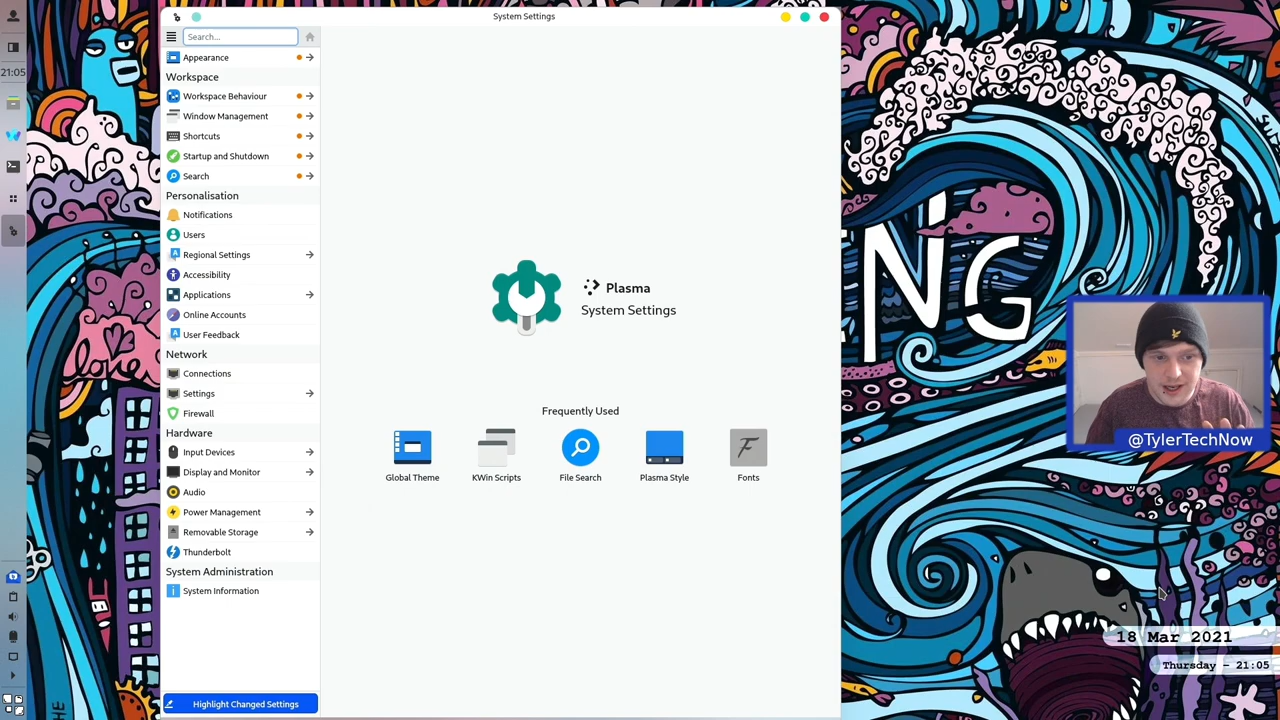 System Settings
Search...
21:05
Appearance
Workspace
Workspace Behaviour
Window Management
Shortcuts
Startup and Shutdown
Search
Personalisation
Notifications
Users
Regional Settings
Accessibility
Applications
Online Accounts
User Feedback
Network
Connections
Settings
Firewall
Hardware
Input Devices
Display and Monitor
Audio
Power Management
Removable Storage
Thunderbolt
System Administration
System Information
Highlight Changed Settings
Plasma
System Settings
Frequently Used
Global Theme
KWin Scripts
File Search
Plasma Style
Fonts
love
THE
NG
@TylerTechNow
18 Mar 2021
Thursday - 21:05